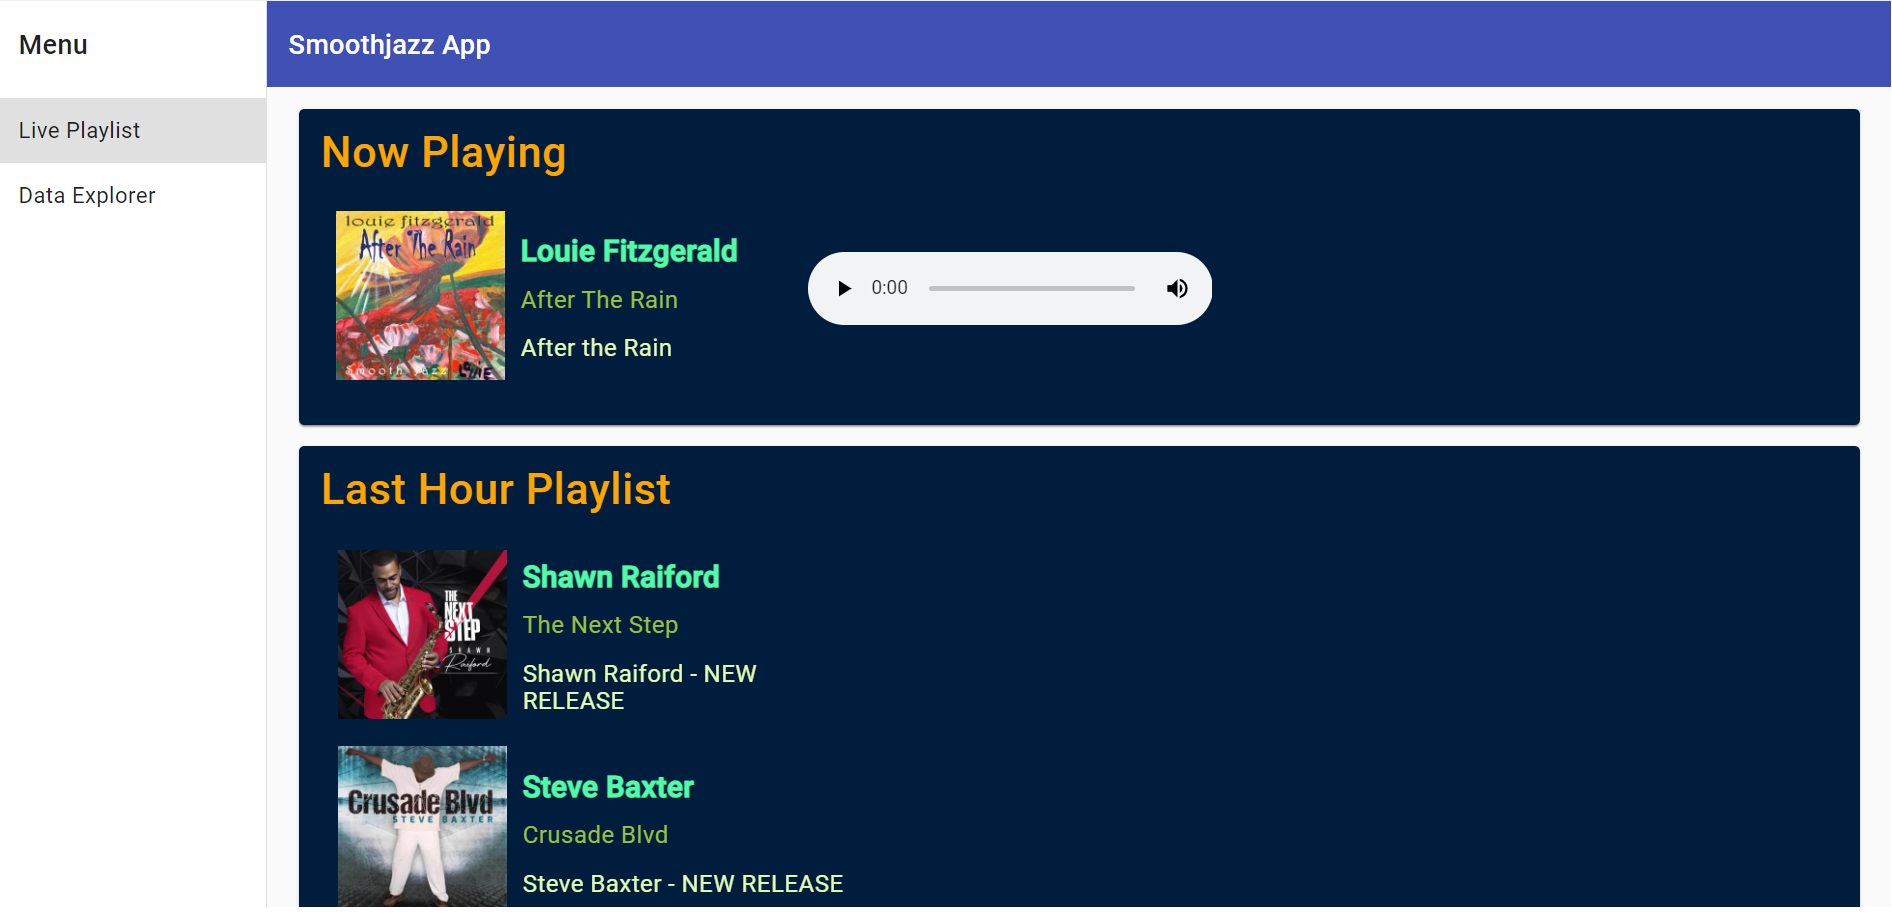 Menu
Smoothjazz App
Live Playlist
Data Explorer
Now Playing
louie fitzgerald
After The Rain
Smooth Jazz
Louie
Louie Fitzgerald
After The Rain
After the Rain
0:00
Last Hour Playlist
THE
NEXT
STEP
SHAWN
Raiford
Shawn Raiford
The Next Step
Shawn Raiford - NEW
RELEASE
Crusade Blvd
STEVE BAXTER
Steve Baxter
Crusade Blvd
Steve Baxter - NEW RELEASE